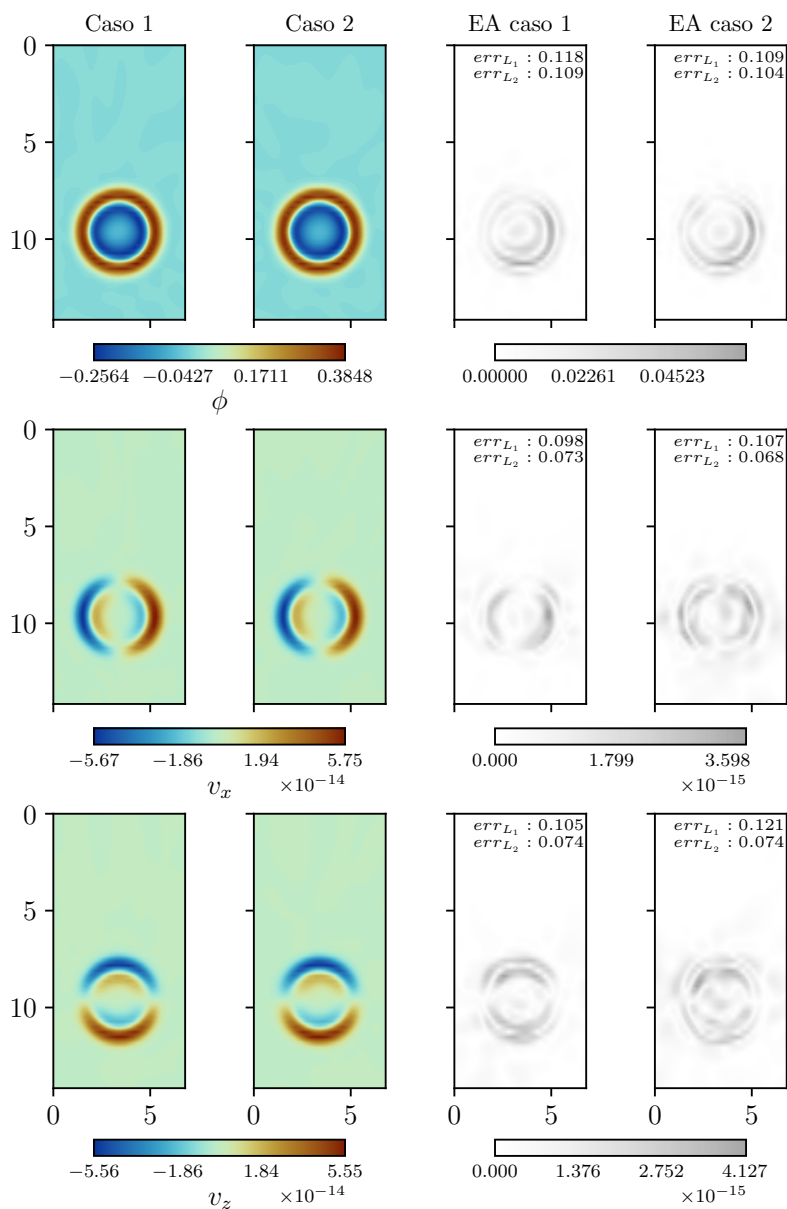 Caso 1 Caso 2 EA caso 1 EA caso 2
0
5
10
err_{L_1} : 0.118
err_{L_2} : 0.109
err_{L_1} : 0.109
err_{L_2} : 0.104
−0.2564 −0.0427 0.1711 0.3848
ϕ
0.00000 0.02261 0.04523
0
5
10
err_{L_1} : 0.098
err_{L_2} : 0.073
err_{L_1} : 0.107
err_{L_2} : 0.068
−5.67 −1.86 1.94 5.75
v_x ×10^{−14}
0.000 1.799 3.598
×10^{−15}
0
5
10
err_{L_1} : 0.105
err_{L_2} : 0.074
err_{L_1} : 0.121
err_{L_2} : 0.074
0 5 0 5 0 5 0 5
−5.56 −1.86 1.84 5.55
v_z ×10^{−14}
0.000 1.376 2.752 4.127
×10^{−15}